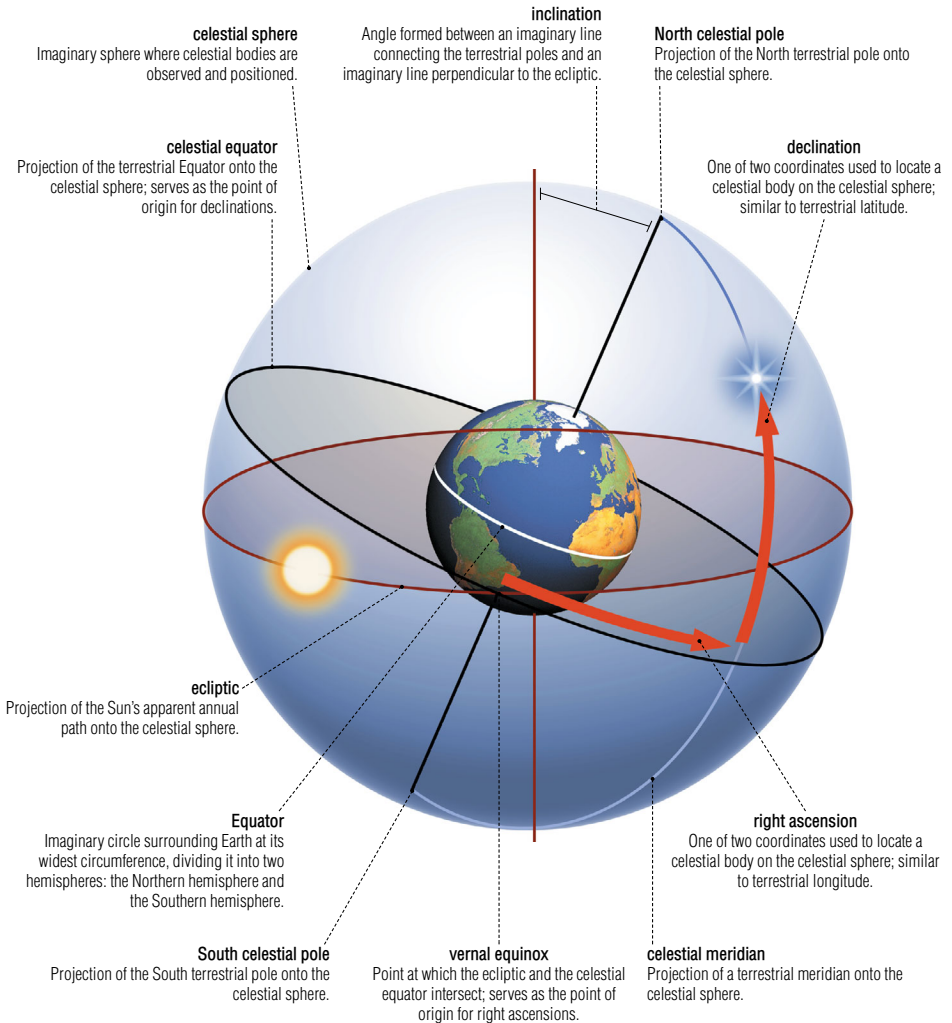 inclination
Angle formed between an imaginary line
connecting the terrestrial poles and an
imaginary line perpendicular to the ecliptic.
celestial sphere
Imaginary sphere where celestial bodies are
observed and positioned.
North celestial pole
Projection of the North terrestrial pole onto
the celestial sphere.
celestial equator
Projection of the terrestrial Equator onto the
celestial sphere; serves as the point of
origin for declinations.
declination
One of two coordinates used to locate a
celestial body on the celestial sphere;
similar to terrestrial latitude.
ecliptic
Projection of the Sun’s apparent annual
path onto the celestial sphere.
Equator
Imaginary circle surrounding Earth at its
widest circumference, dividing it into two
hemispheres: the Northern hemisphere and
the Southern hemisphere.
right ascension
One of two coordinates used to locate a
celestial body on the celestial sphere; similar
to terrestrial longitude.
South celestial pole
Projection of the South terrestrial pole onto the
celestial sphere.
vernal equinox
Point at which the ecliptic and the celestial
equator intersect; serves as the point of
origin for right ascensions.
celestial meridian
Projection of a terrestrial meridian onto the
celestial sphere.